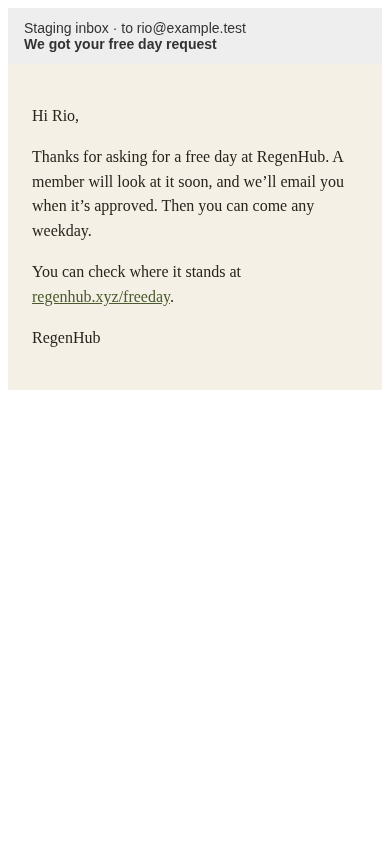 Staging inbox · to rio@example.test
We got your free day request
Hi Rio,
Thanks for asking for a free day at RegenHub. A
member will look at it soon, and we’ll email you
when it’s approved. Then you can come any
weekday.
You can check where it stands at
regenhub.xyz/freeday.
RegenHub